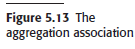 Figure 5.13 The
aggregation association